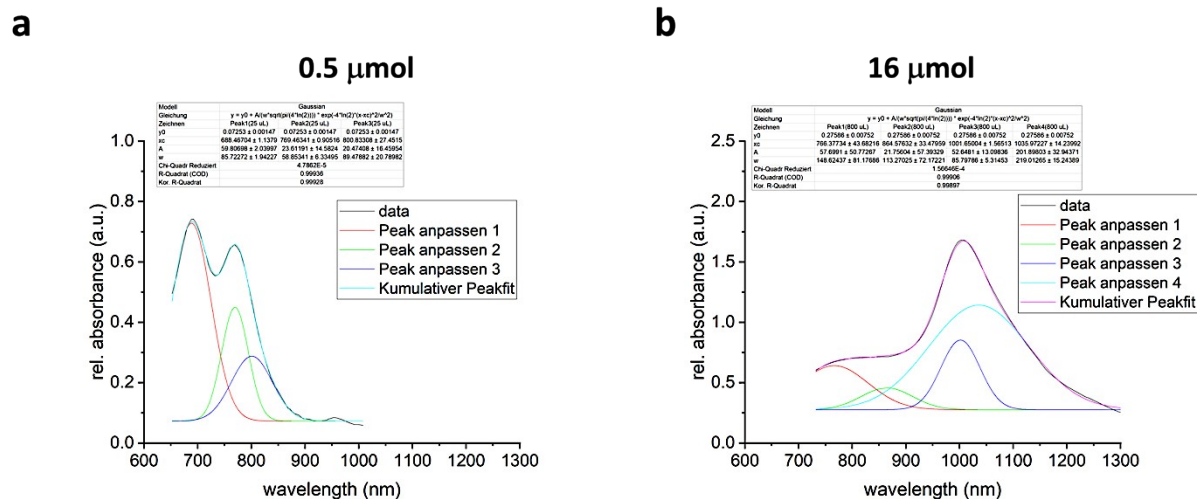 a
0.5 μmol
Modell Gaussian
Gleichung y = y0 + A/(w*sqrt(pi/(4*ln(2)))) * exp(-4*ln(2)*(x-xc)^2/w^2)
Zeichnen Peak1(25 uL) Peak2(25 uL) Peak3(25 uL)
y0 0.07253 ± 0.00147 0.07253 ± 0.00147 0.07253 ± 0.00147
xc 688.46704 ± 1.1379 769.46341 ± 0.90516 800.83308 ± 27.4515
A 59.80698 ± 2.03997 23.61191 ± 14.5824 20.47408 ± 16.45954
w 85.72272 ± 1.94227 58.85341 ± 6.33495 89.47882 ± 20.78982
Chi-Quadr Reduziert 4.7862E-5
R-Quadrat (COD) 0.99936
Kor. R-Quadrat 0.99928
data
Peak anpassen 1
Peak anpassen 2
Peak anpassen 3
Kumulativer Peakfit
rel. absorbance (a.u.)
1.0
0.8
0.6
0.4
0.2
0.0
600 700 800 900 1000 1100 1200 1300
wavelength (nm)
b
16 μmol
Modell Gaussian
Gleichung y = y0 + A/(w*sqrt(pi/(4*ln(2)))) * exp(-4*ln(2)*(x-xc)^2/w^2)
Zeichnen Peak1(800 uL) Peak2(800 uL) Peak3(800 uL) Peak4(800 uL)
y0 0.27586 ± 0.00752 0.27586 ± 0.00752 0.27586 ± 0.00752 0.27586 ± 0.00752
xc 766.37734 ± 43.68216 864.57632 ± 33.47959 1001.65004 ± 1.56513 1035.97227 ± 14.23992
A 57.6991 ± 50.77267 21.75604 ± 57.39329 52.6481 ± 13.09836 201.89803 ± 32.94371
w 148.62437 ± 81.17686 113.27025 ± 72.17221 85.79786 ± 5.31453 219.01265 ± 15.24389
Chi-Quadr Reduziert 1.56646E-4
R-Quadrat (COD) 0.99906
Kor. R-Quadrat 0.99897
data
Peak anpassen 1
Peak anpassen 2
Peak anpassen 3
Peak anpassen 4
Kumulativer Peakfit
rel. absorbance (a.u.)
2.5
2.0
1.5
1.0
0.5
0.0
600 700 800 900 1000 1100 1200 1300
wavelength (nm)